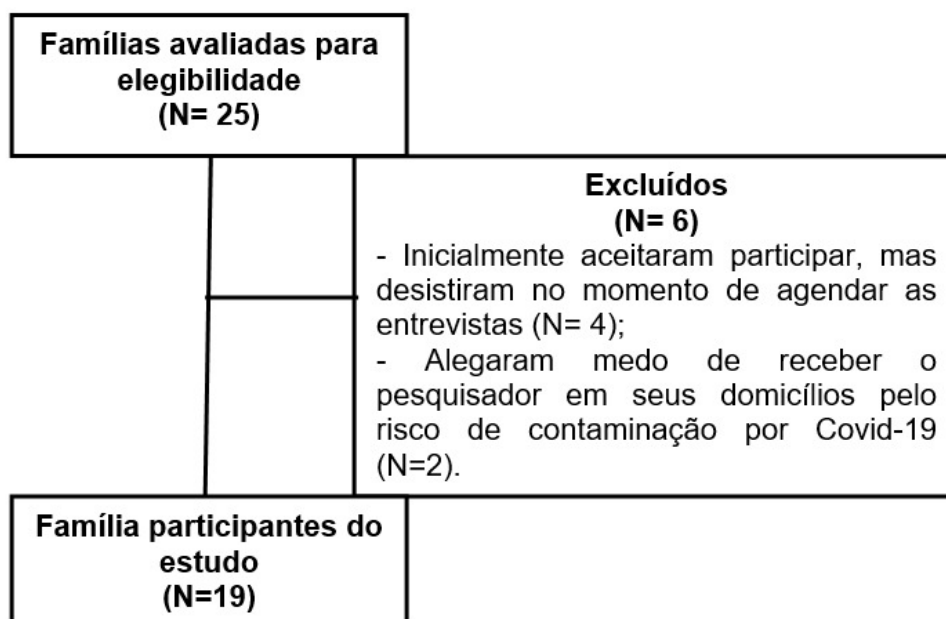 Famílias avaliadas para
elegibilidade
(N= 25)
Excluídos
(N= 6)
- Inicialmente aceitaram participar, mas
desistiram no momento de agendar as
entrevistas (N= 4);
- Alegaram medo de receber o
pesquisador em seus domicílios pelo
risco de contaminação por Covid-19
(N=2).
Família participantes do
estudo
(N=19)